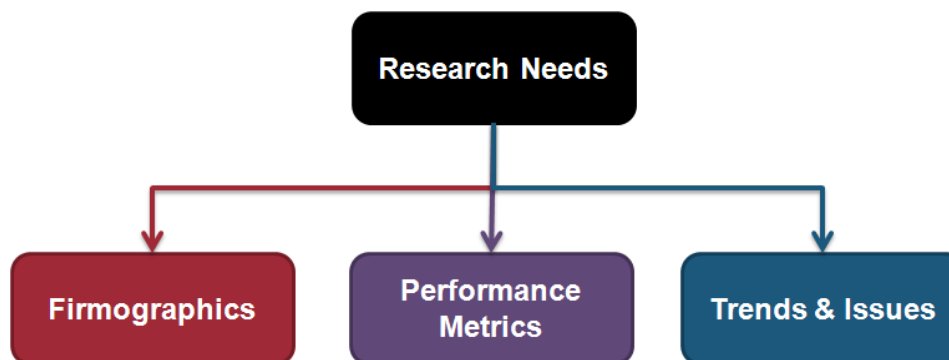 Research Needs
Firmographics
Performance
Metrics
Trends & Issues